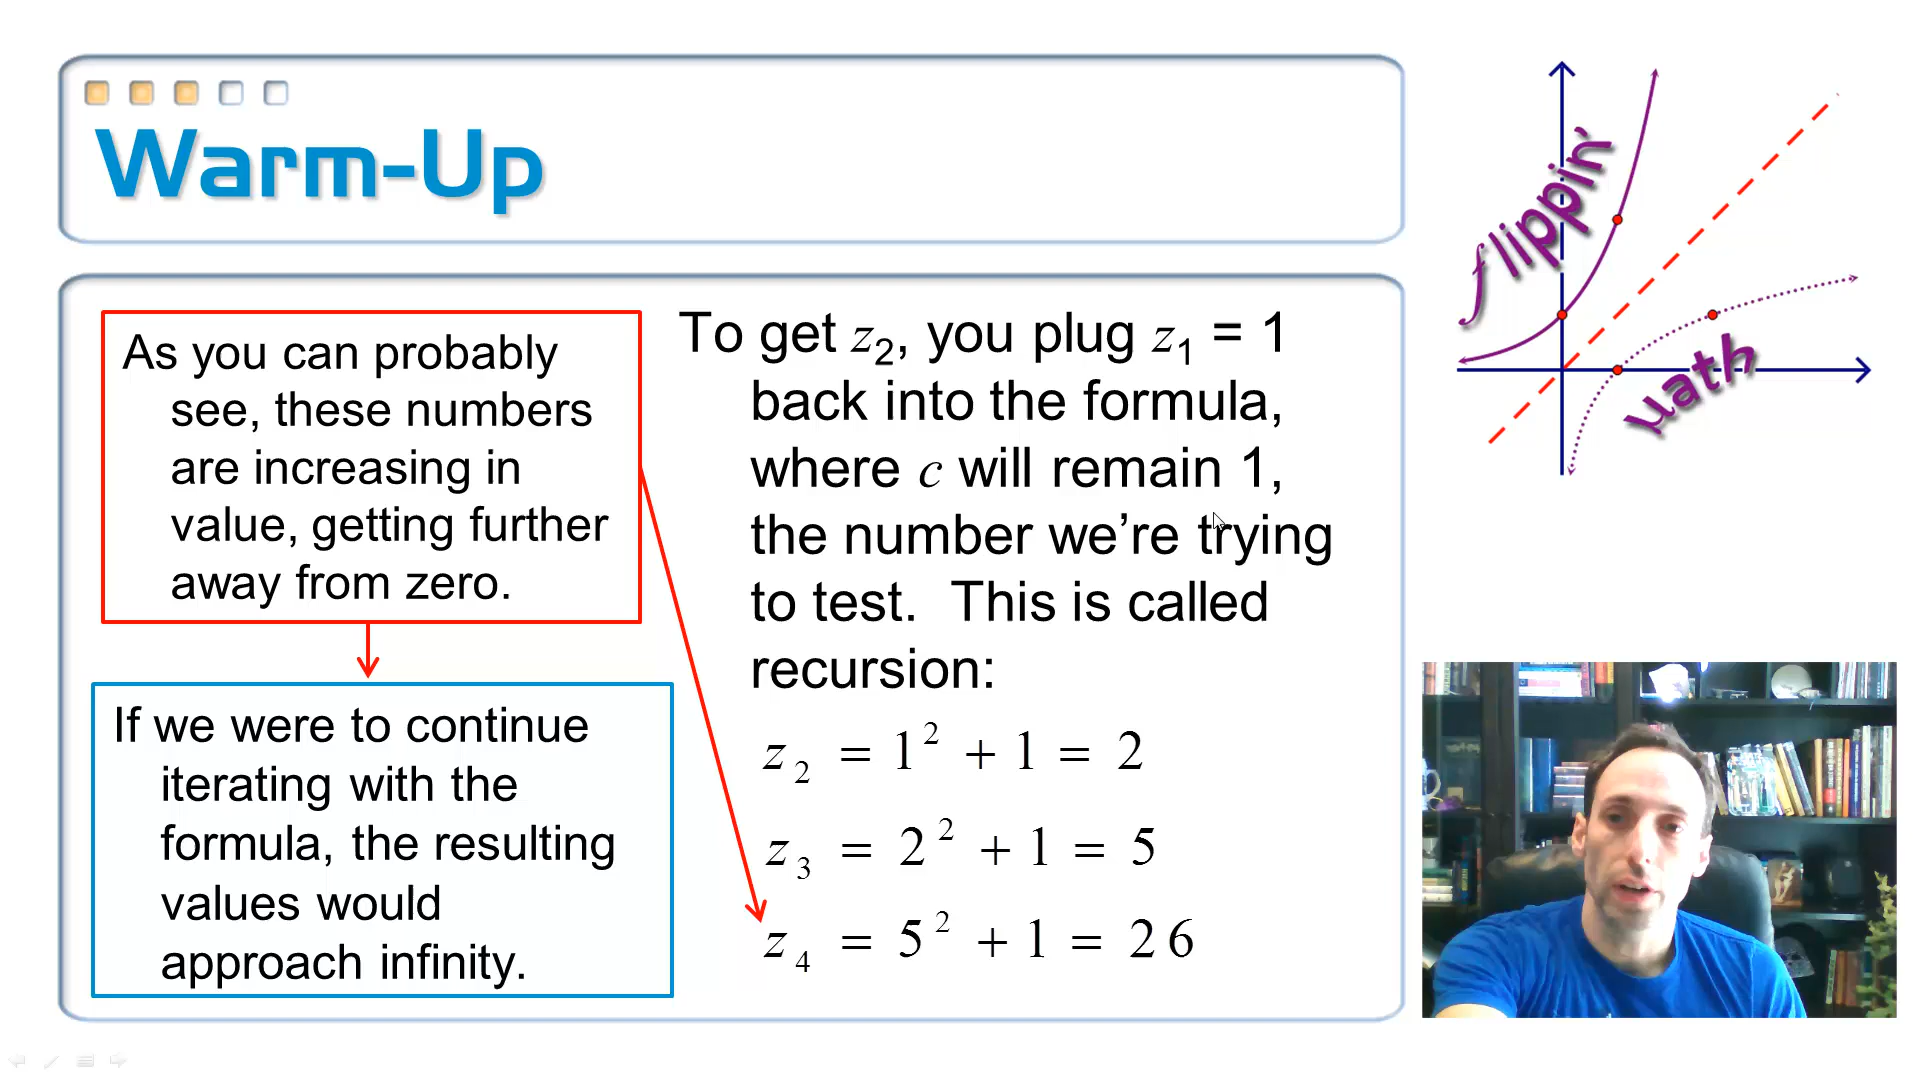 Warm-Up
As you can probably
see, these numbers
are increasing in
value, getting further
away from zero.
If we were to continue
iterating with the
formula, the resulting
values would
approach infinity.
To get z₂, you plug z₁ = 1
back into the formula,
where c will remain 1,
the number we’re trying
to test.  This is called
recursion:
z₂ = 1² + 1 = 2
z₃ = 2² + 1 = 5
z₄ = 5² + 1 = 26
flippin'
μath